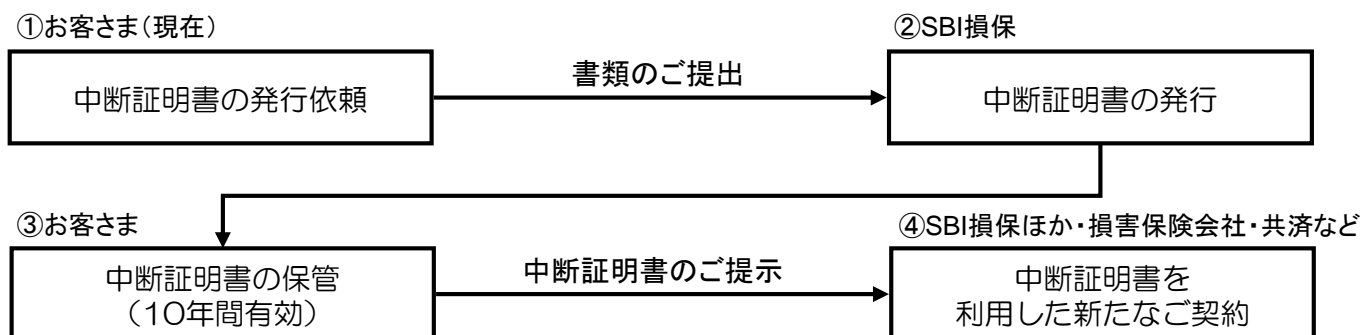 ①お客さま（現在）
②SBI損保
中断証明書の発行依頼
書類のご提出
中断証明書の発行
③お客さま
④SBI損保ほか・損害保険会社・共済など
中断証明書の保管
（10年間有効）
中断証明書のご提示
中断証明書を
利用した新たなご契約